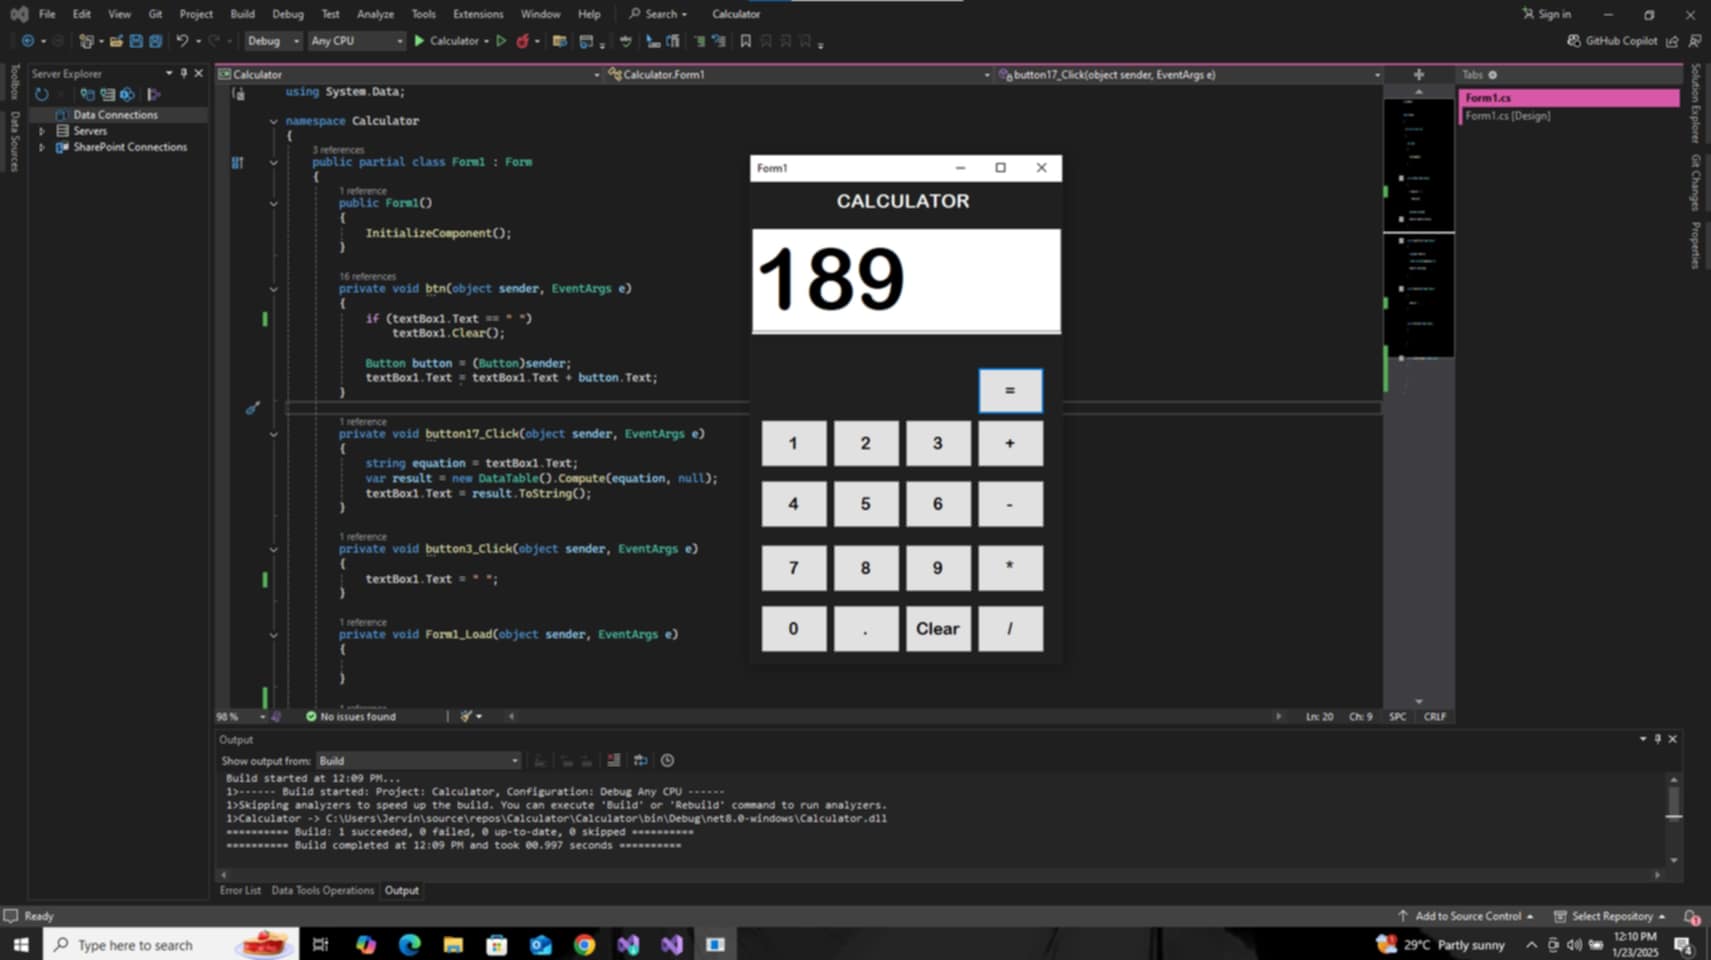 File Edit View Git Project Build Debug Test Analyze Tools Extensions Window Help Search Calculator Sign in
Debug Any CPU Calculator GitHub Copilot
Toolbox
Data Sources
Server Explorer
Data Connections
Servers
SharePoint Connections
Calculator Calculator.Form1 button17_Click(object sender, EventArgs e)
using System.Data;
namespace Calculator
{
3 references
public partial class Form1 : Form
{
1 reference
public Form1()
{
InitializeComponent();
}
16 references
private void btn(object sender, EventArgs e)
{
if (textBox1.Text == " ")
textBox1.Clear();
Button button = (Button)sender;
textBox1.Text = textBox1.Text + button.Text;
}
1 reference
private void button17_Click(object sender, EventArgs e)
{
string equation = textBox1.Text;
var result = new DataTable().Compute(equation, null);
textBox1.Text = result.ToString();
}
1 reference
private void button3_Click(object sender, EventArgs e)
{
textBox1.Text = " ";
}
1 reference
private void Form1_Load(object sender, EventArgs e)
{
}
Form1
CALCULATOR
189
=
1 2 3 +
4 5 6 -
7 8 9 *
0 . Clear /
Tabs
Form1.cs
Form1.cs [Design]
Solution Explorer
Git Changes
Properties
98 % No issues found Ln: 20 Ch: 9 SPC CRLF
Output
Show output from: Build
Build started at 12:09 PM...
1>------ Build started: Project: Calculator, Configuration: Debug Any CPU ------
1>Skipping analyzers to speed up the build. You can execute 'Build' or 'Rebuild' command to run analyzers.
1>Calculator -> C:\Users\Jervin\source\repos\Calculator\Calculator\bin\Debug\net8.0-windows\Calculator.dll
========== Build: 1 succeeded, 0 failed, 0 up-to-date, 0 skipped ==========
========== Build completed at 12:09 PM and took 00.997 seconds ==========
Error List Data Tools Operations Output
Ready Add to Source Control Select Repository 1
Type here to search 29°C Partly sunny 12:10 PM
1/23/2025 4